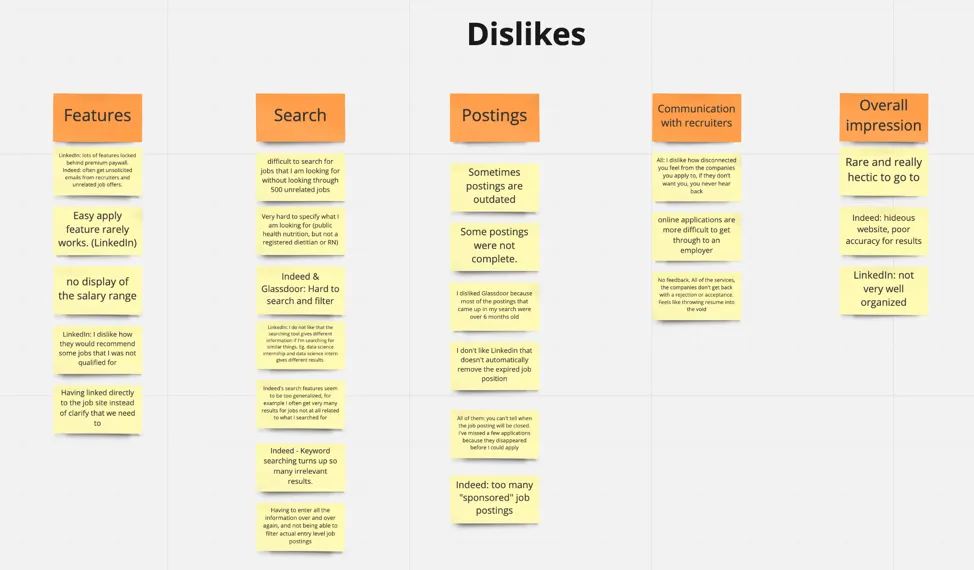 Dislikes
Features
LinkedIn: lots of features locked
behind premium paywall.
Indeed: often get unsolicited
emails from recruiters and
unrelated job offers.
Easy apply
feature rarely
works. (LinkedIn)
no display of
the salary range
LinkedIn: I dislike how
they would recommend
some jobs that I was not
qualified for
Having linked directly
to the job site instead
of clarify that we need
to
Search
difficult to search for
jobs that I am looking for
without looking through
500 unrelated jobs
Very hard to specify what I
am looking for (public
health nutrition, but not a
registered dietitian or RN)
Indeed &
Glassdoor: Hard to
search and filter
LinkedIn: I do not like that the
searching tool gives different
information if I'm searching for
similar things. Eg. data science
internship and data science intern
gives different results
Indeed's search features seem
to be too generalized, for
example I often get very many
results for jobs not at all related
to what I searched for
Indeed - Keyword
searching turns up so
many irrelevant
results.
Having to enter all the
information over and over
again, and not being able to
filter actual entry level job
postings
Postings
Sometimes
postings are
outdated
Some postings
were not
complete.
I disliked Glassdoor because
most of the postings that
came up in my search were
over 6 months old
I don't like Linkedin that
doesn't automatically
remove the expired job
position
All of them: you can't tell when
the job posting will be closed.
I've missed a few applications
because they disappeared
before I could apply
Indeed: too many
"sponsored" job
postings
Communication
with recruiters
All: I dislike how disconnected
you feel from the companies
you apply to, if they don't
want you, you never hear
back
online applications are
more difficult to get
through to an
employer
No feedback. All of the services,
the companies don't get back
with a rejection or acceptance.
Feels like throwing resume into
the void
Overall
impression
Rare and really
hectic to go to
Indeed: hideous
website, poor
accuracy for results
LinkedIn: not
very well
organized